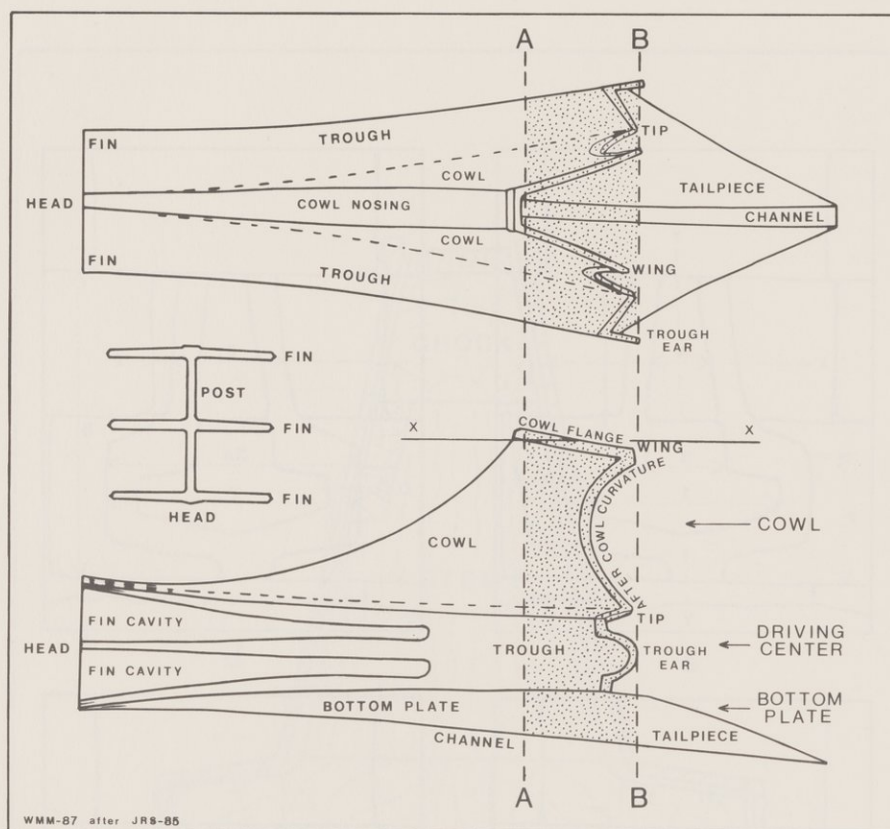 A B
TROUGH
FIN
TIP
COWL
TAILPIECE
HEAD
COWL NOSING
CHANNEL
COWL
FIN
WING
TROUGH
TROUGH
EAR
FIN
POST
FIN
FIN
HEAD
X
COWL FLANGE
X
WING
AFTER COWL CURVATURE
COWL
COWL
TIP
FIN CAVITY
DRIVING
CENTER
HEAD
TROUGH
TROUGH
EAR
FIN CAVITY
BOTTOM
PLATE
BOTTOM PLATE
TAILPIECE
CHANNEL
A B
WMM-87 after JRS-85